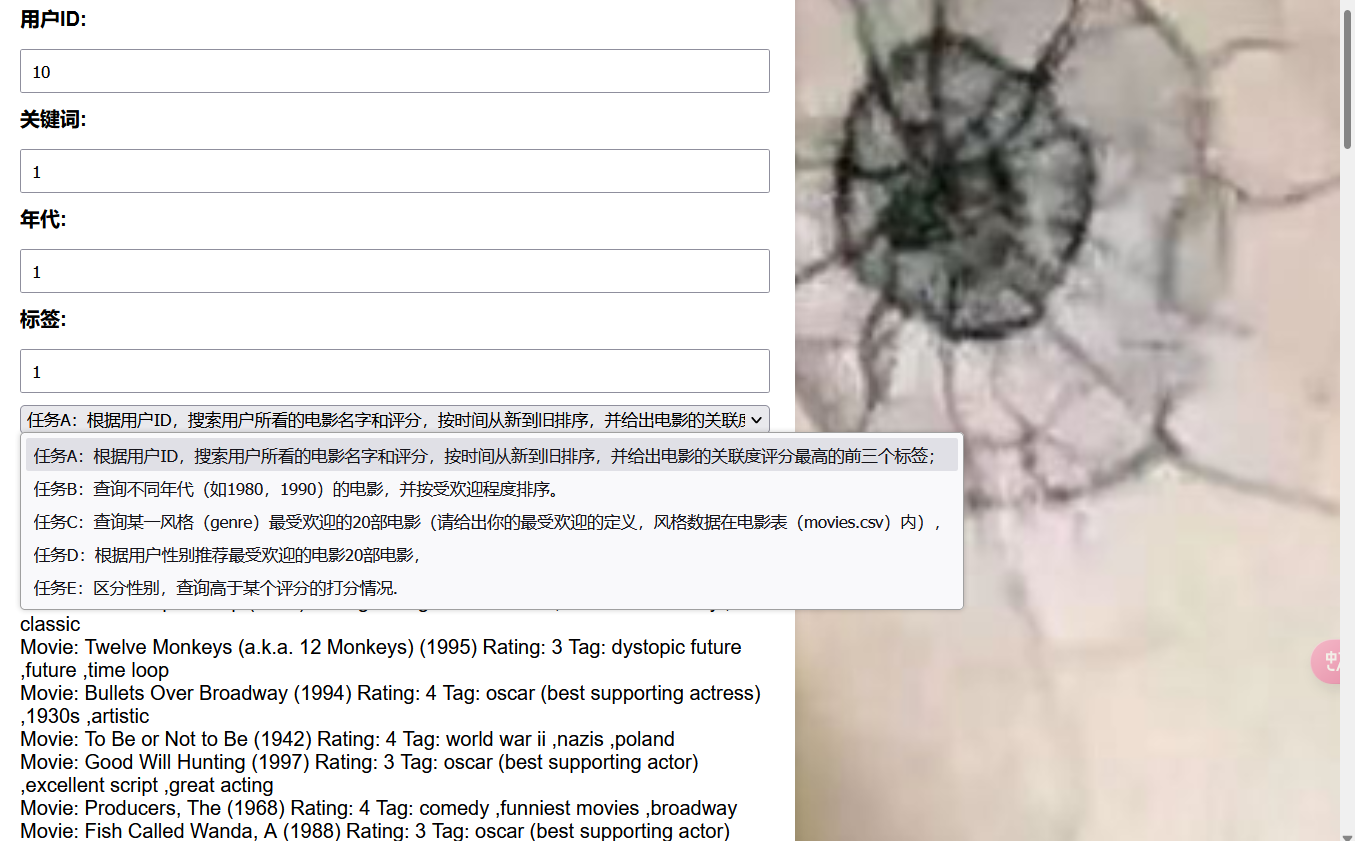 用户ID:
10
关键词:
1
年代:
1
标签:
1
任务A：根据用户ID，搜索用户所看的电影名字和评分，按时间从新到旧排序，并给出电影的关联度
任务A：根据用户ID，搜索用户所看的电影名字和评分，按时间从新到旧排序，并给出电影的关联度评分最高的前三个标签；
任务B：查询不同年代（如1980，1990）的电影，并按受欢迎程度排序。
任务C：查询某一风格（genre）最受欢迎的20部电影（请给出你的最受欢迎的定义，风格数据在电影表（movies.csv）内），
任务D：根据用户性别推荐最受欢迎的电影20部电影，
任务E：区分性别，查询高于某个评分的打分情况.
classic
Movie: Twelve Monkeys (a.k.a. 12 Monkeys) (1995) Rating: 3 Tag: dystopic future
,future ,time loop
Movie: Bullets Over Broadway (1994) Rating: 4 Tag: oscar (best supporting actress)
,1930s ,artistic
Movie: To Be or Not to Be (1942) Rating: 4 Tag: world war ii ,nazis ,poland
Movie: Good Will Hunting (1997) Rating: 3 Tag: oscar (best supporting actor)
,excellent script ,great acting
Movie: Producers, The (1968) Rating: 4 Tag: comedy ,funniest movies ,broadway
Movie: Fish Called Wanda, A (1988) Rating: 3 Tag: oscar (best supporting actor)